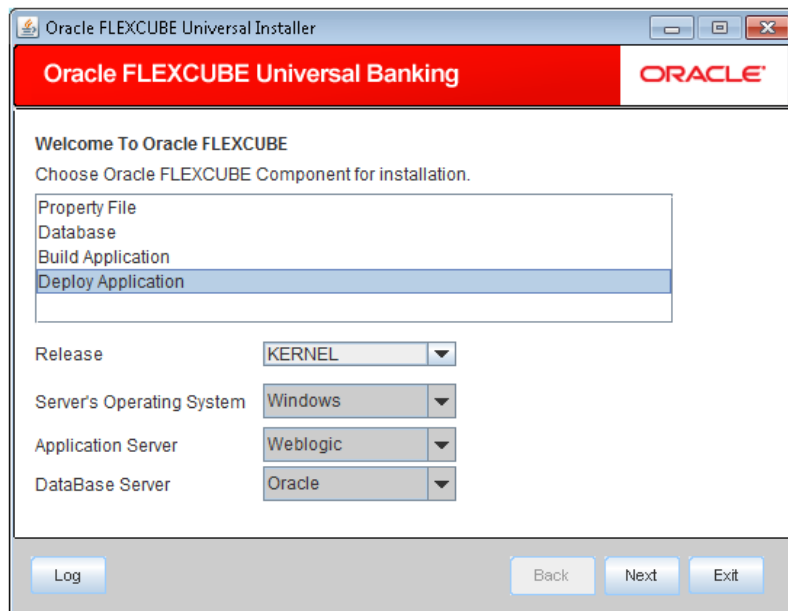 Oracle FLEXCUBE Universal Installer
Oracle FLEXCUBE Universal Banking
ORACLE
Welcome To Oracle FLEXCUBE
Choose Oracle FLEXCUBE Component for installation.
Property File
Database
Build Application
Deploy Application
Release KERNEL
Server's Operating System Windows
Application Server Weblogic
DataBase Server Oracle
Log Back Next Exit